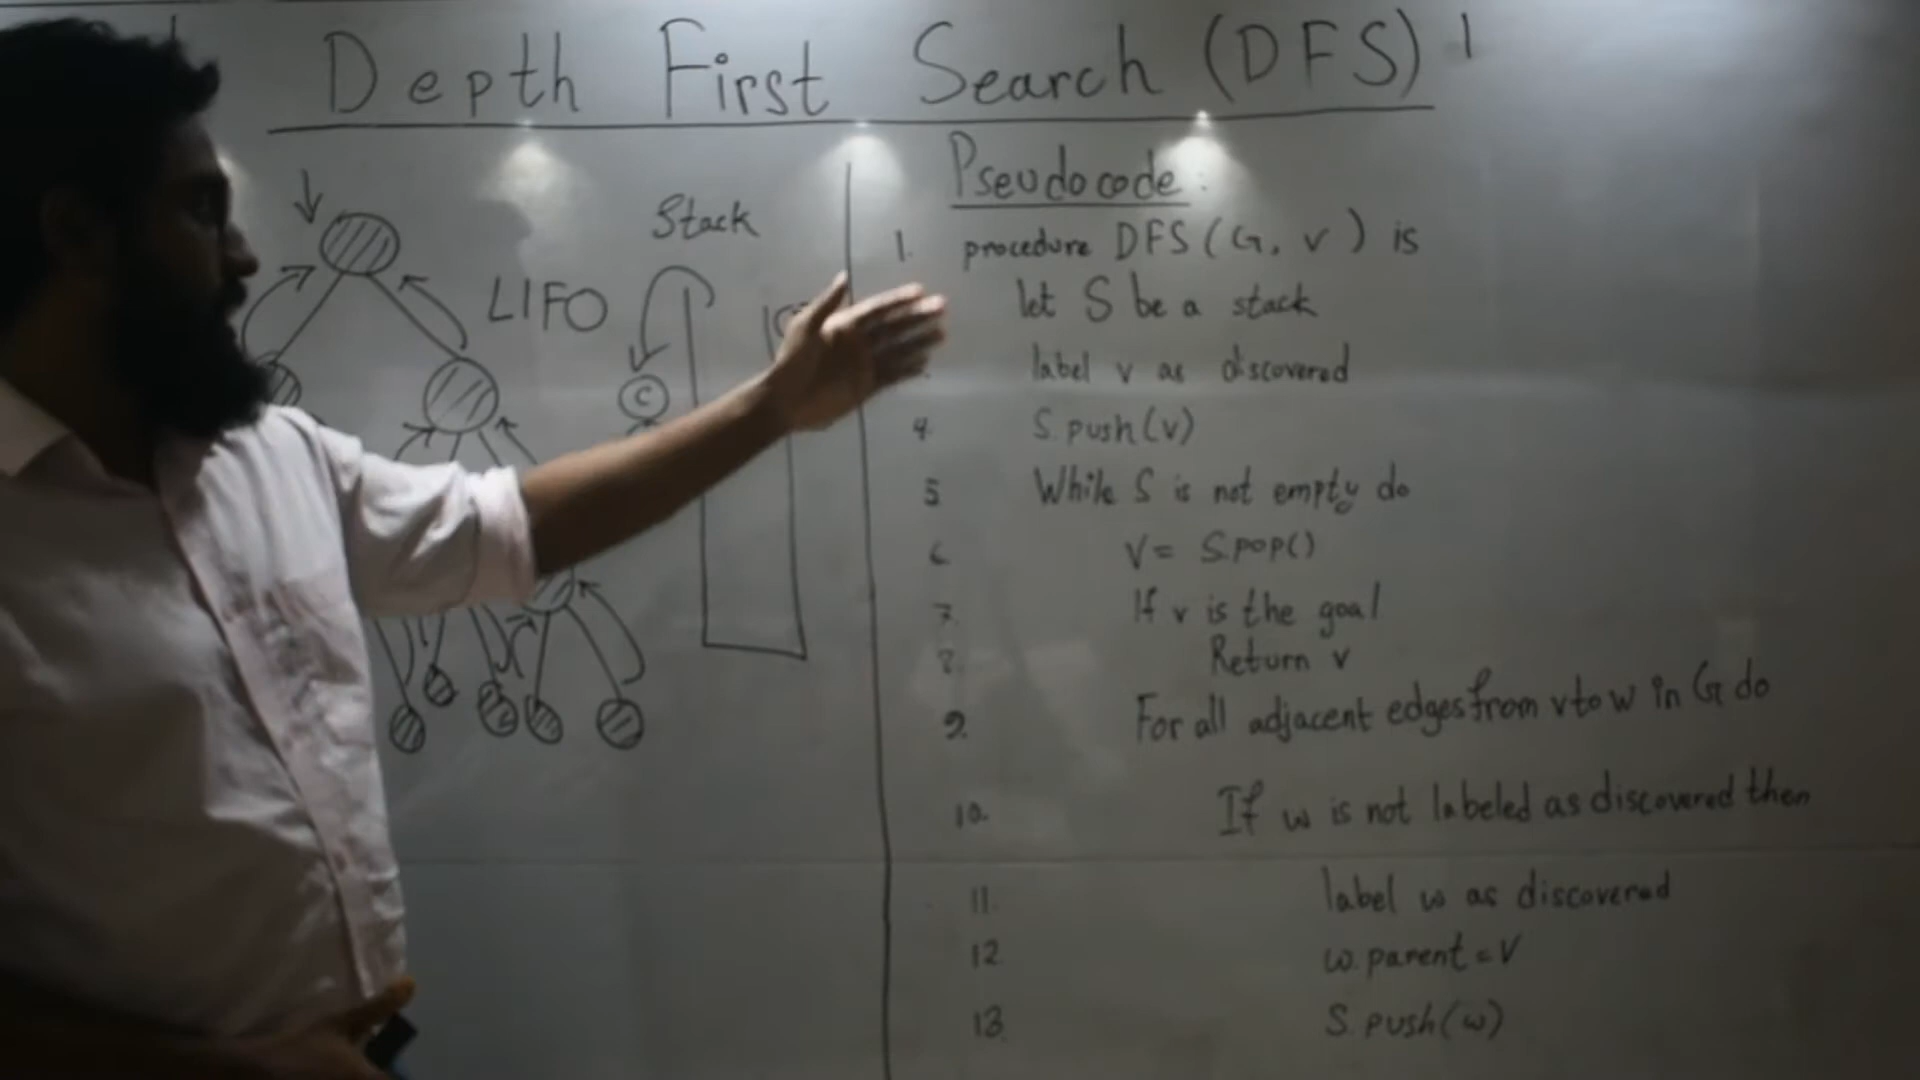 Depth First Search (DFS)
Stack
LIFO
C
Pseudocode:
1. procedure DFS (G, v) is
let S be a stack
label v as discovered
4. S.push(v)
5 While S is not empty do
6 V = S.POP()
7. If v is the goal
8. Return v
9. For all adjacent edges from v to w in G do
10. If w is not labeled as discovered then
11. label w as discovered
12. w.parent = V
13 S.push(w)